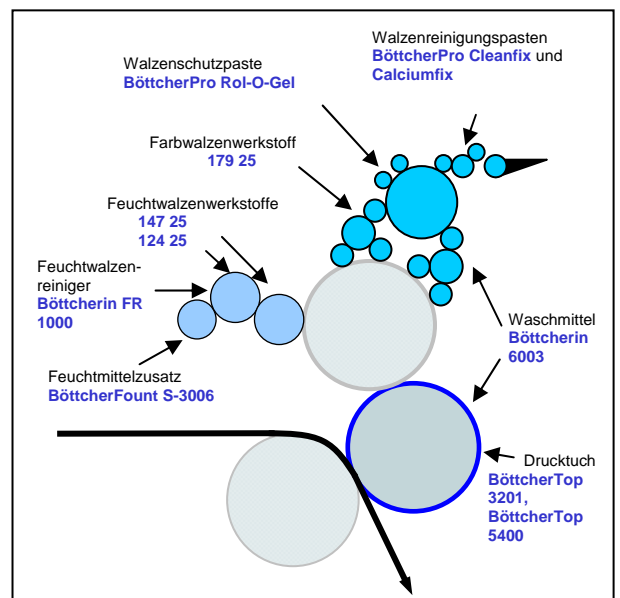 Walzenreinigungspasten
BöttcherPro Cleanfix und
Calciumfix
Walzenschutzpaste
BöttcherPro Rol-O-Gel
Farbwalzenwerkstoff
179 25
Feuchtwalzenwerkstoffe
147 25
124 25
Feuchtwalzen-
reiniger
Böttcherin FR
1000
Feuchtmittelzusatz
BöttcherFount S-3006
Waschmittel
Böttcherin
6003
Drucktuch
BöttcherTop
3201,
BöttcherTop
5400